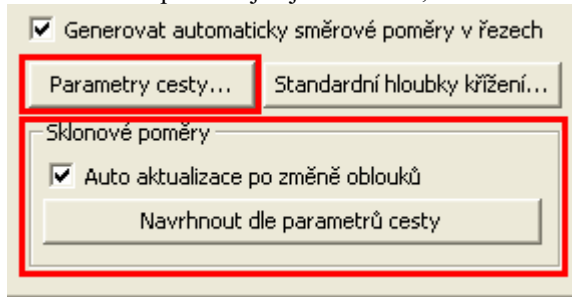 Generovat automaticky směrové poměry v řezech
Parametry cesty... Standardní hloubky křížení...
Sklonové poměry
Auto aktualizace po změně oblouků
Navrhnout dle parametrů cesty